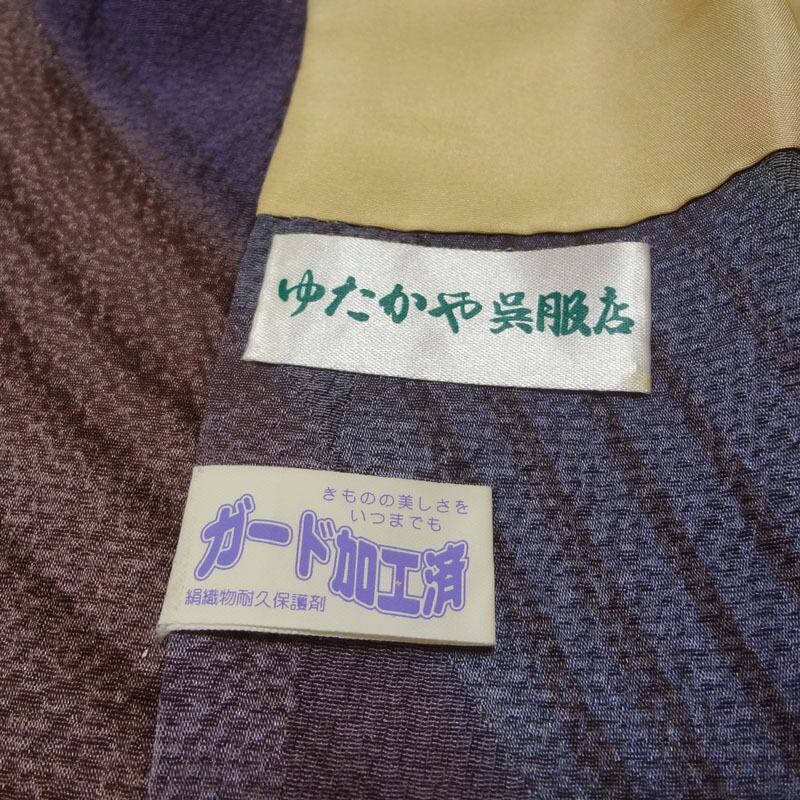 ゆたかや呉服店
きものの美しさを
いつまでも
ガード加工済
絹織物耐久保護剤